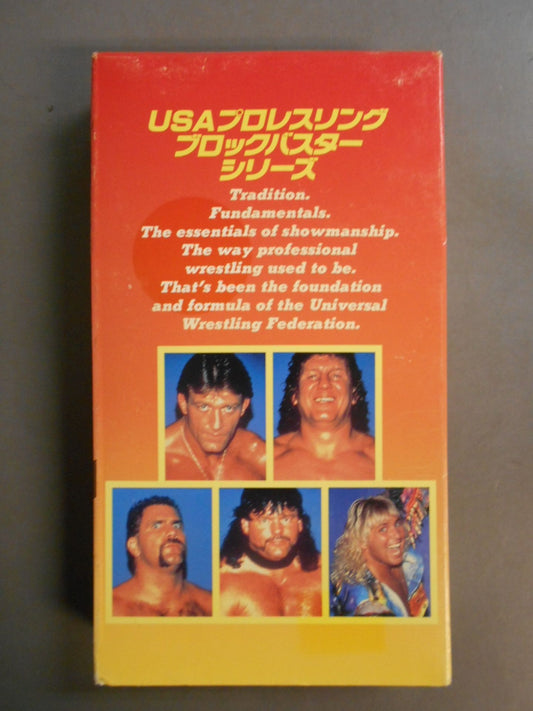 USAプロレスリング
ブロックバスター
シリーズ
Tradition.
Fundamentals.
The essentials of showmanship.
The way professional
wrestling used to be.
That's been the foundation
and formula of the Universal
Wrestling Federation.